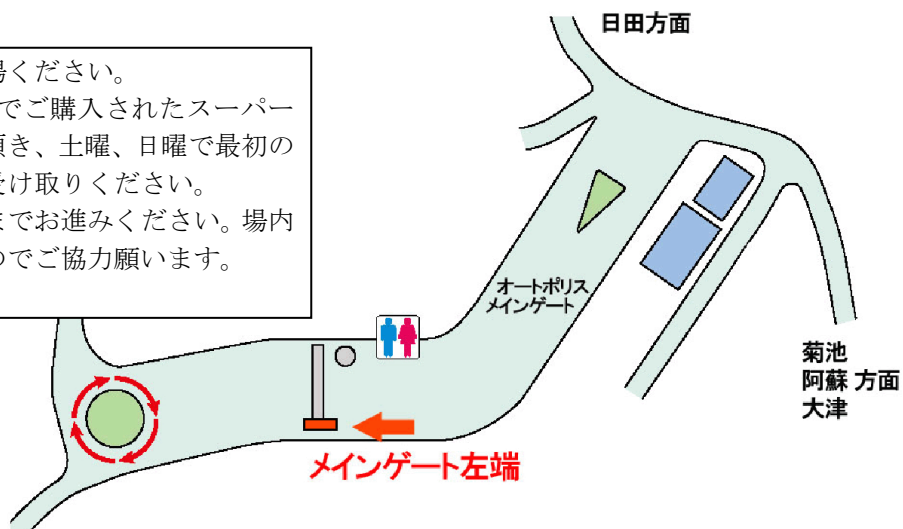 日田方面
場ください。
でご購入されたスーパー
頂き、土曜、日曜で最初の
受け取りください。
までお進みください。場内
のでご協力願います。
オートポリス
メインゲート
菊池
阿蘇 方面
大津
メインゲート左端